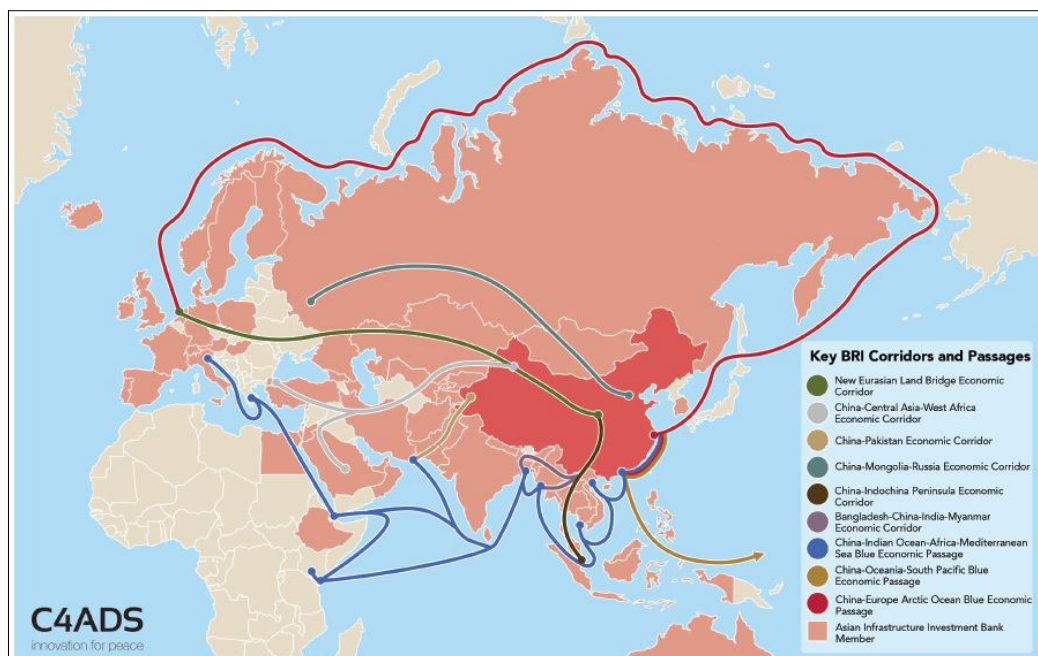 Key BRI Corridors and Passages
New Eurasian Land Bridge Economic
Corridor
China-Central Asia-West Africa
Economic Corridor
China-Pakistan Economic Corridor
China-Mongolia-Russia Economic Corridor
China-Indochina Peninsula Economic
Corridor
Bangladesh-China-India-Myanmar
Economic Corridor
China-Indian Ocean-Africa-Mediterranean
Sea Blue Economic Passage
China-Oceania-South Pacific Blue
Economic Passage
China-Europe Arctic Ocean Blue Economic
Passage
Asian Infrastructure Investment Bank
Member
C4ADS
innovation for peace